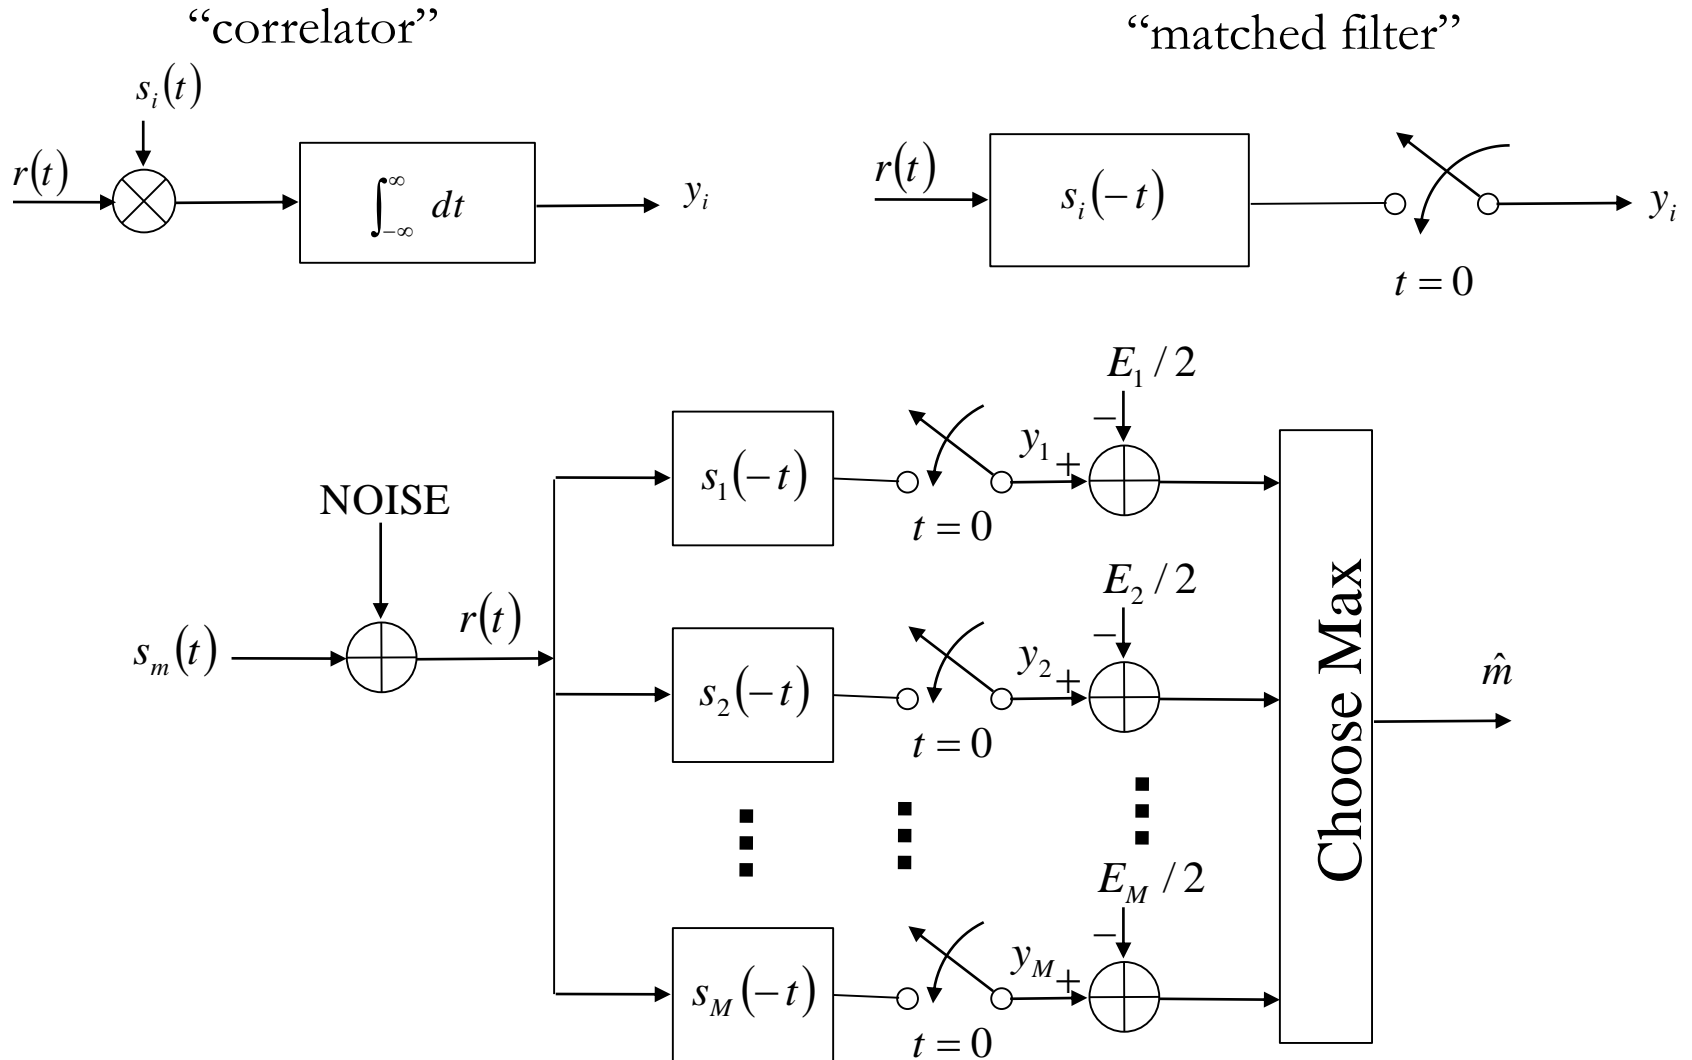 “correlator”
“matched filter”
s_i(t)
r(t)
∫_{-∞}^{∞} dt
y_i
r(t)
s_i(−t)
y_i
t = 0
E_1 / 2
−
y_1 +
s_1(−t)
t = 0
NOISE
E_2 / 2
−
s_m(t)
r(t)
s_2(−t)
y_2 +
t = 0
Choose Max
m̂
E_M / 2
−
y_M +
s_M(−t)
t = 0